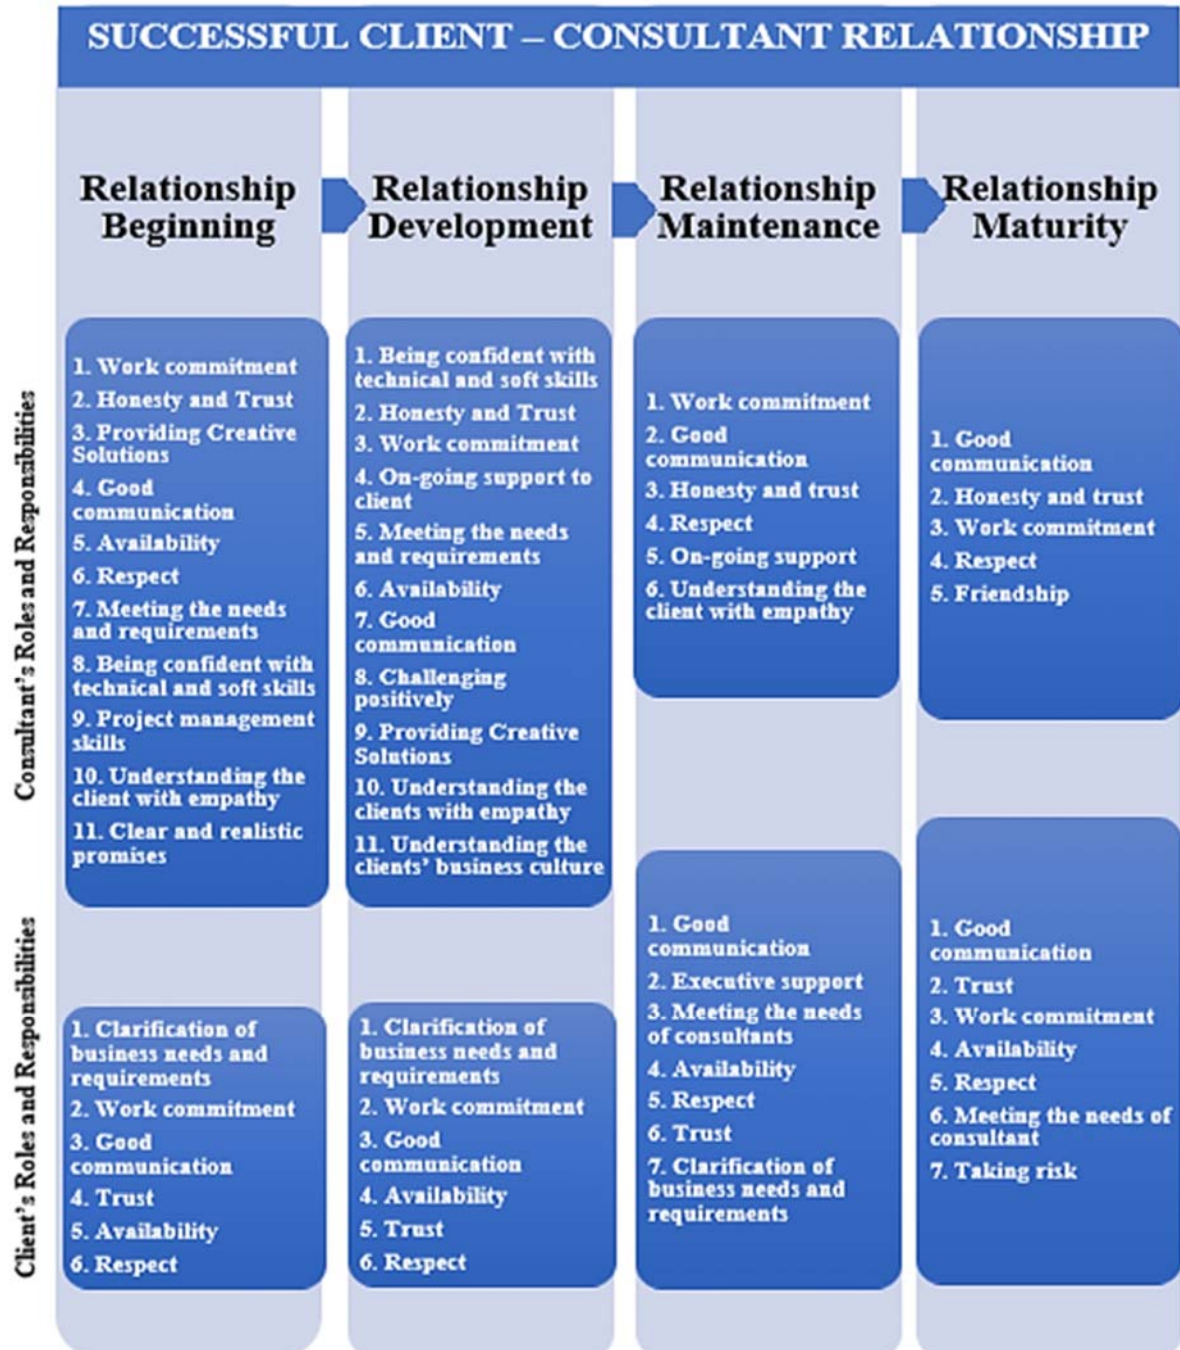 SUCCESSFUL CLIENT – CONSULTANT RELATIONSHIP
Relationship
Beginning
Relationship
Development
Relationship
Maintenance
Relationship
Maturity
Consultant's Roles and Responsibilities
1. Work commitment
2. Honesty and Trust
3. Providing Creative
Solutions
4. Good
communication
5. Availability
6. Respect
7. Meeting the needs
and requirements
8. Being confident with
technical and soft skills
9. Project management
skills
10. Understanding the
client with empathy
11. Clear and realistic
promises
1. Being confident with
technical and soft skills
2. Honesty and Trust
3. Work commitment
4. On-going support to
client
5. Meeting the needs
and requirements
6. Availability
7. Good
communication
8. Challenging
positively
9. Providing Creative
Solutions
10. Understanding the
clients with empathy
11. Understanding the
clients' business culture
1. Work commitment
2. Good
communication
3. Honesty and trust
4. Respect
5. On-going support
6. Understanding the
client with empathy
1. Good
communication
2. Honesty and trust
3. Work commitment
4. Respect
5. Friendship
Client's Roles and Responsibilities
1. Clarification of
business needs and
requirements
2. Work commitment
3. Good
communication
4. Trust
5. Availability
6. Respect
1. Clarification of
business needs and
requirements
2. Work commitment
3. Good
communication
4. Availability
5. Trust
6. Respect
1. Good
communication
2. Executive support
3. Meeting the needs
of consultants
4. Availability
5. Respect
6. Trust
7. Clarification of
business needs and
requirements
1. Good
communication
2. Trust
3. Work commitment
4. Availability
5. Respect
6. Meeting the needs of
consultant
7. Taking risk